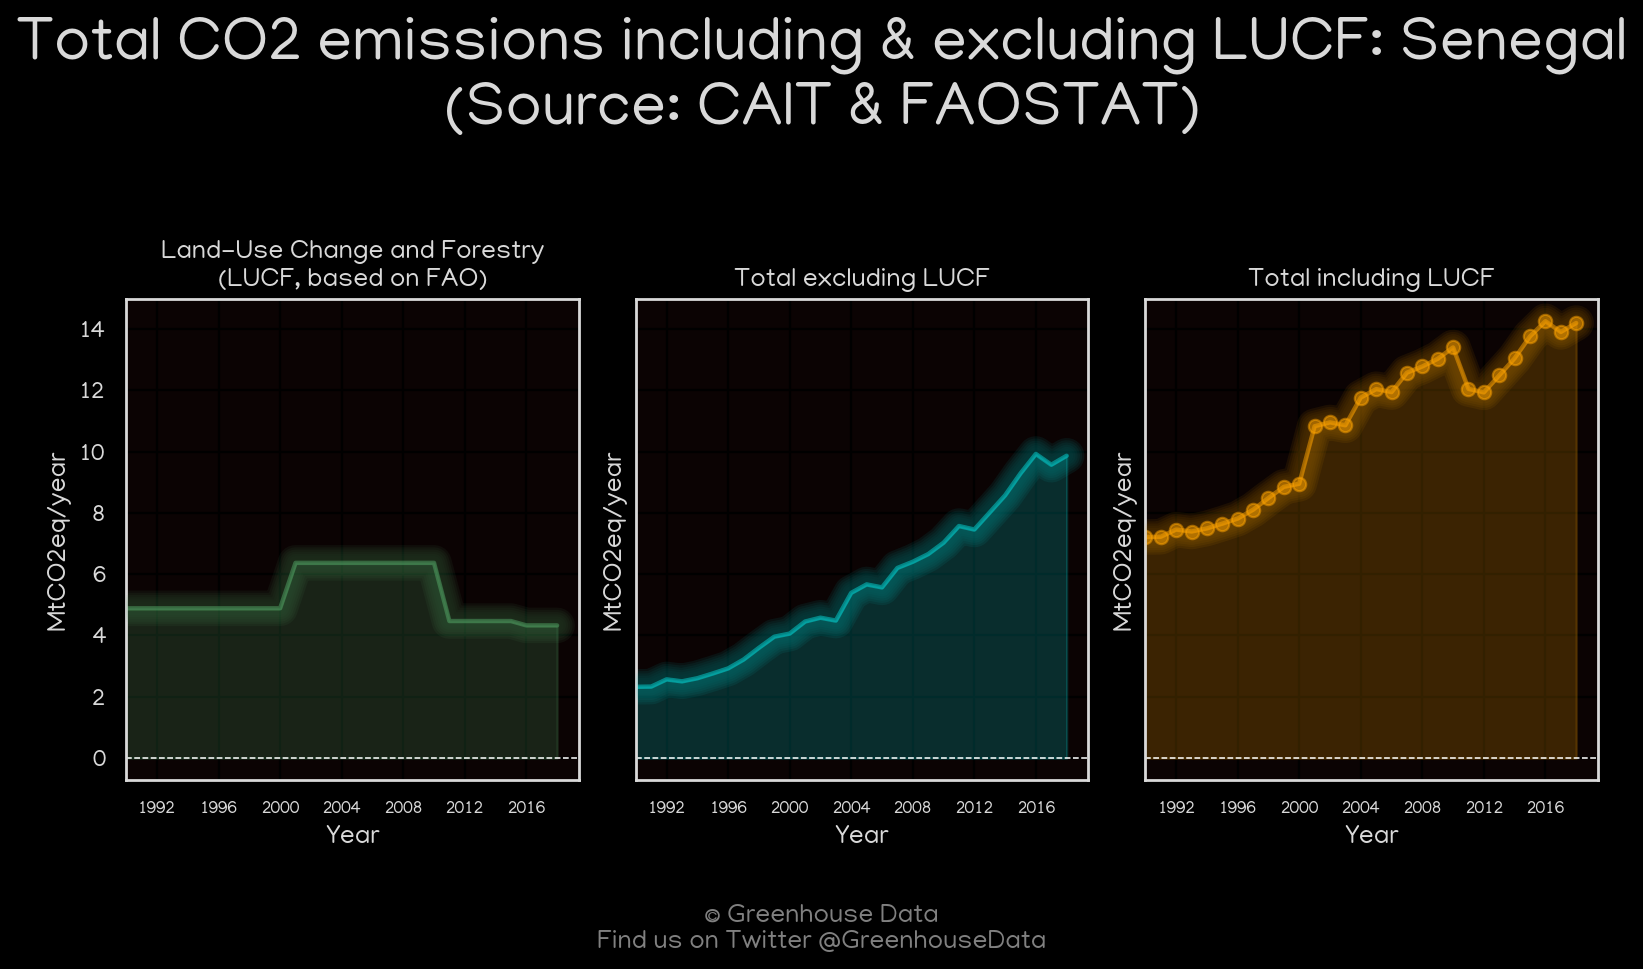 Total CO2 emissions including & excluding LUCF: Senegal
(Source: CAIT & FAOSTAT)
Land-Use Change and Forestry
(LUCF, based on FAO)
MtCO2eq/year
14
12
10
8
6
4
2
0
1992 1996 2000 2004 2008 2012 2016
Year
Total excluding LUCF
MtCO2eq/year
1992 1996 2000 2004 2008 2012 2016
Year
Total including LUCF
MtCO2eq/year
1992 1996 2000 2004 2008 2012 2016
Year
© Greenhouse Data
Find us on Twitter @GreenhouseData